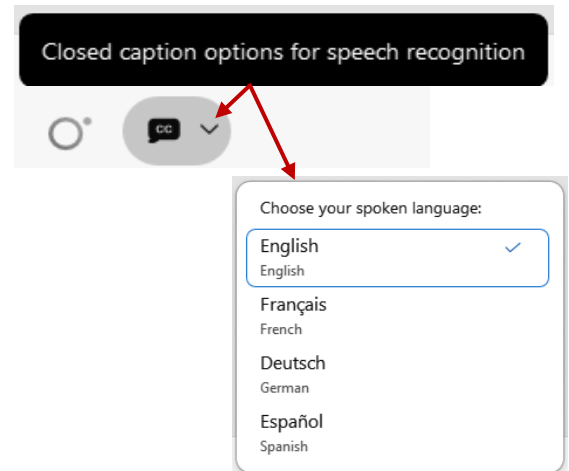 Closed caption options for speech recognition
CC
Choose your spoken language:
English
English
Français
French
Deutsch
German
Español
Spanish